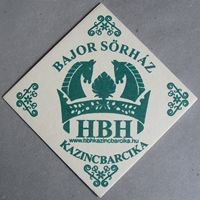 BAJOR SÖRHÁZ
HBH
www.hbhkazincbarcika.hu
KAZINCBARCIKA